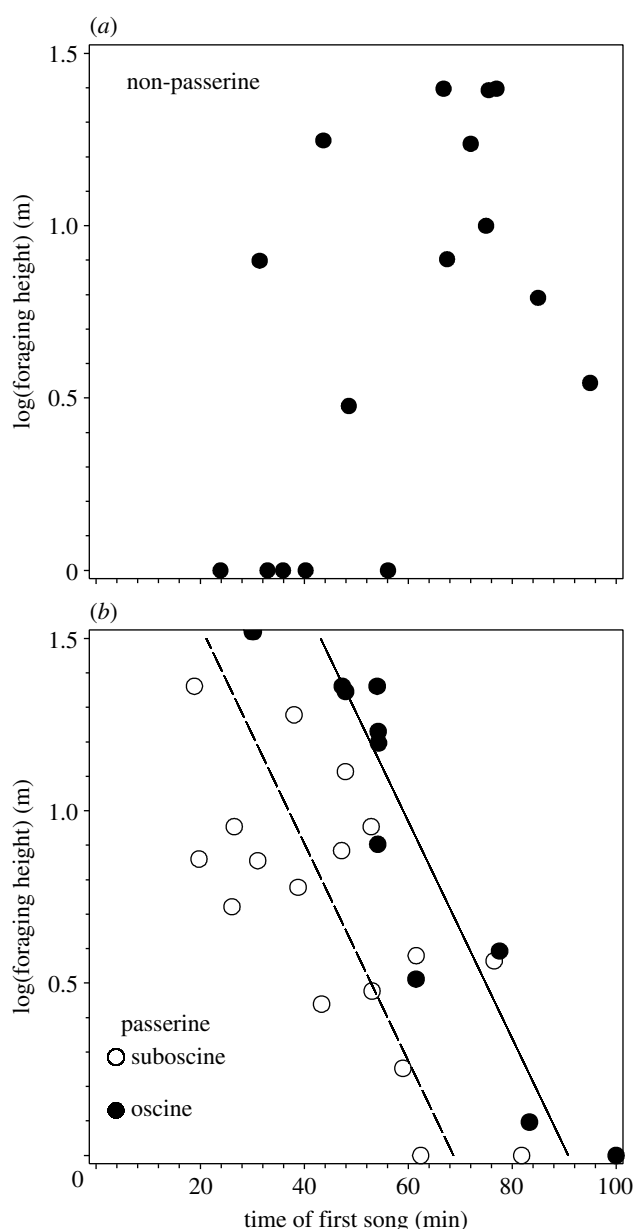 (a)
1.5
non-passerine
1.0
0.5
0
log(foraging height) (m)
(b)
1.5
1.0
0.5
0
log(foraging height) (m)
passerine
suboscine
oscine
20 40 60 80 100
time of first song (min)